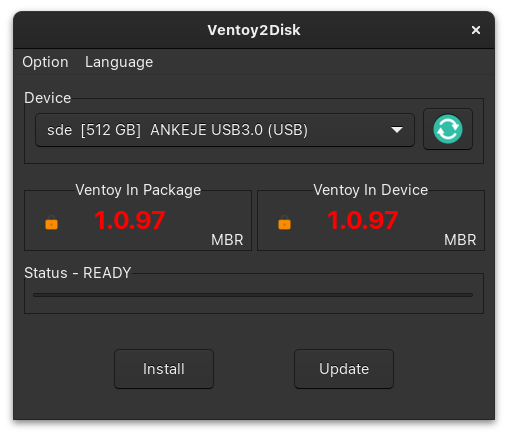 Ventoy2Disk
Option Language
Device
sde [512 GB] ANKEJE USB3.0 (USB)
Ventoy In Package
1.0.97
MBR
Ventoy In Device
1.0.97
MBR
Status - READY
Install
Update